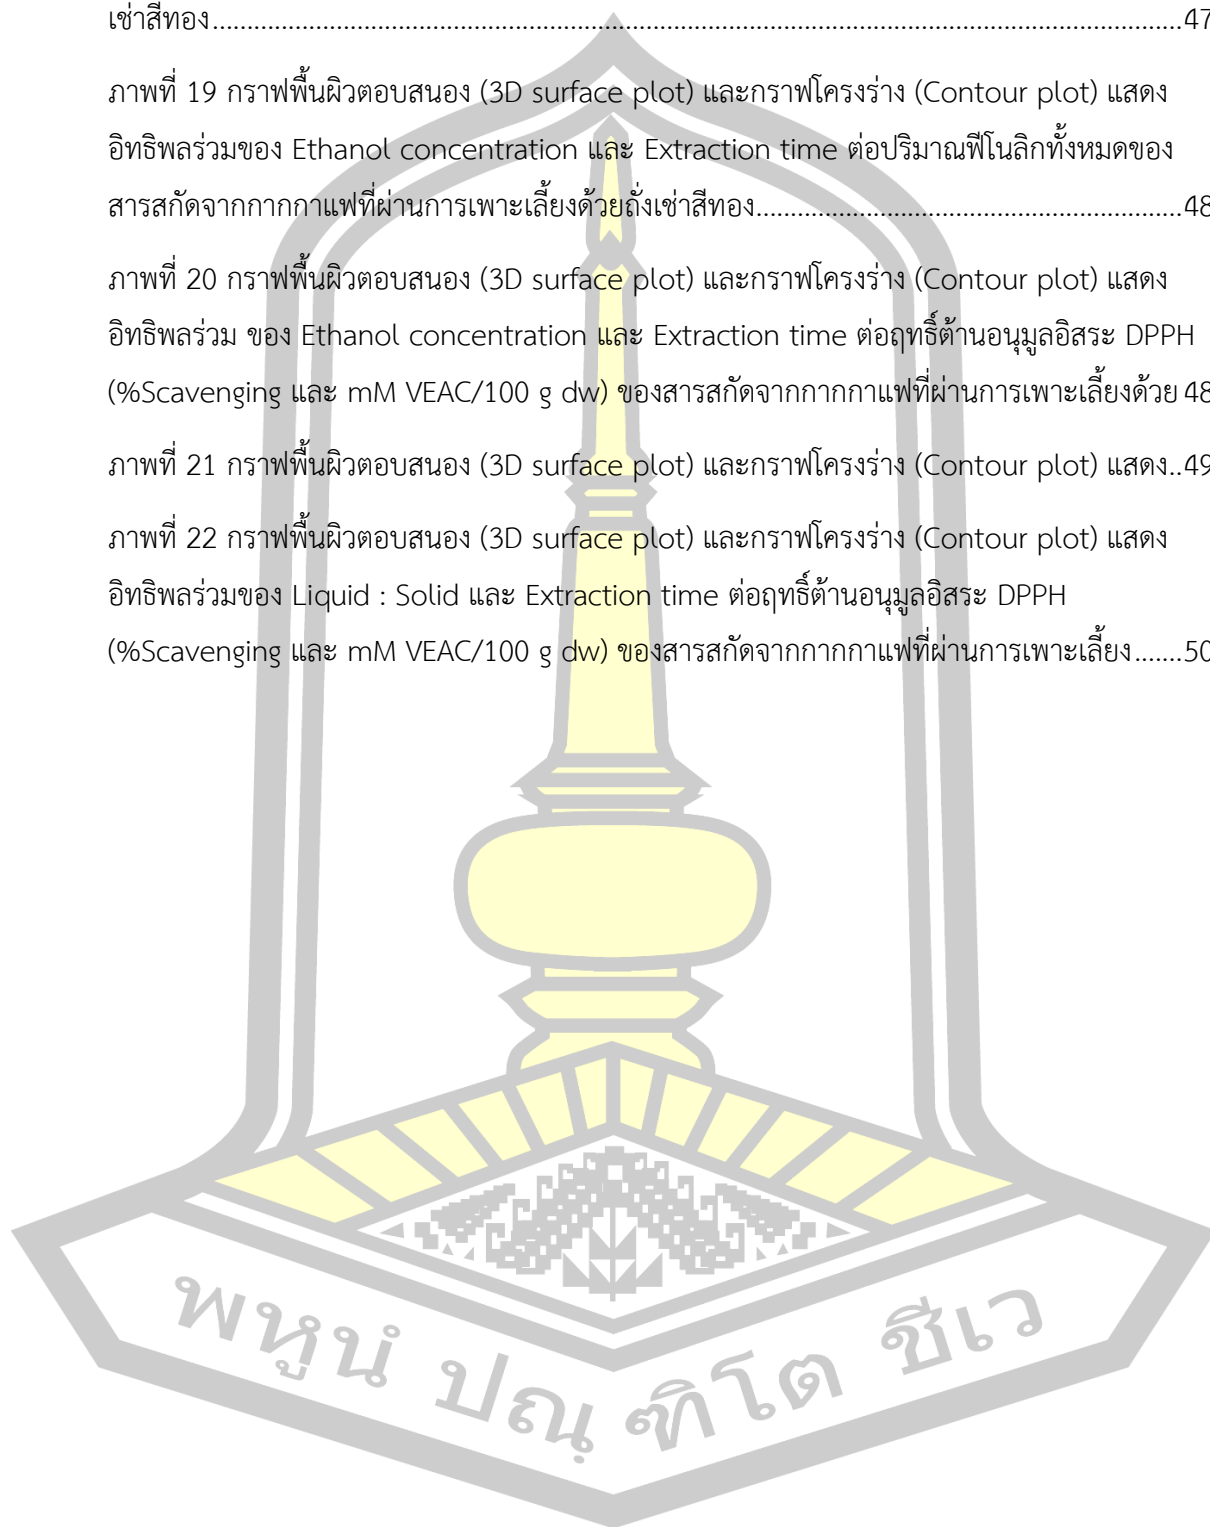 เช่าสีทอง....................................................................................................................................47
ภาพที่ 19 กราฟพื้นผิวตอบสนอง (3D surface plot) และกราฟโครงร่าง (Contour plot) แสดง
อิทธิพลร่วมของ Ethanol concentration และ Extraction time ต่อปริมาณฟีโนลิกทั้งหมดของ
สารสกัดจากกากกาแฟที่ผ่านการเพาะเลี้ยงด้วยถั่งเช่าสีทอง..........................................................48
ภาพที่ 20 กราฟพื้นผิวตอบสนอง (3D surface plot) และกราฟโครงร่าง (Contour plot) แสดง
อิทธิพลร่วม ของ Ethanol concentration และ Extraction time ต่อฤทธิ์ต้านอนุมูลอิสระ DPPH
(%Scavenging และ mM VEAC/100 g dw) ของสารสกัดจากกากกาแฟที่ผ่านการเพาะเลี้ยงด้วย 48
ภาพที่ 21 กราฟพื้นผิวตอบสนอง (3D surface plot) และกราฟโครงร่าง (Contour plot) แสดง..49
ภาพที่ 22 กราฟพื้นผิวตอบสนอง (3D surface plot) และกราฟโครงร่าง (Contour plot) แสดง
อิทธิพลร่วมของ Liquid : Solid และ Extraction time ต่อฤทธิ์ต้านอนุมูลอิสระ DPPH
(%Scavenging และ mM VEAC/100 g dw) ของสารสกัดจากกากกาแฟที่ผ่านการเพาะเลี้ยง.......50
พหูนํ ปณฺ ฑิโต ชีเว